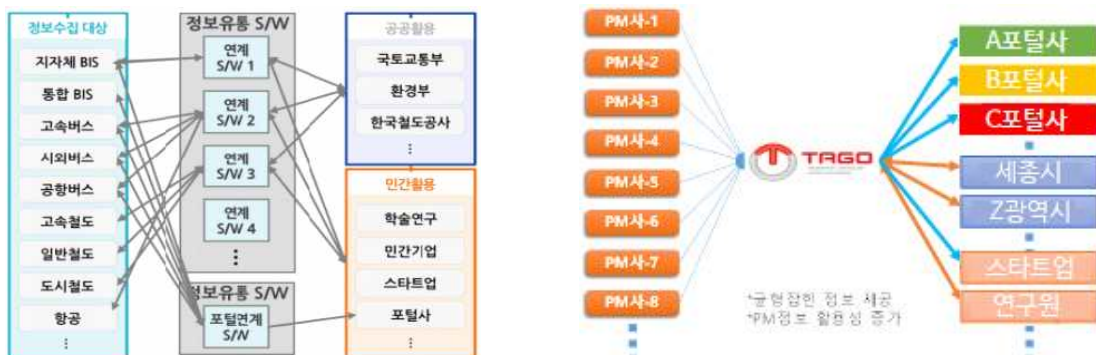 정보수집 대상
지자체 BIS
통합 BIS
고속버스
시외버스
공항버스
고속철도
일반철도
도시철도
항공
⋮
정보유통 S/W
연계
S/W 1
연계
S/W 2
연계
S/W 3
연계
S/W 4
⋮
정보유통 S/W
포털연계
S/W
공공활용
국토교통부
환경부
한국철도공사
⋮
민간활용
학술연구
민간기업
스타트업
포털사
⋮
PM사-1
PM사-2
PM사-3
PM사-4
PM사-5
PM사-6
PM사-7
PM사-8
TAGO
*균형잡힌 정보 제공
*PM정보 활용성 증가
A포털사
B포털사
C포털사
세종시
Z광역시
스타트업
연구원